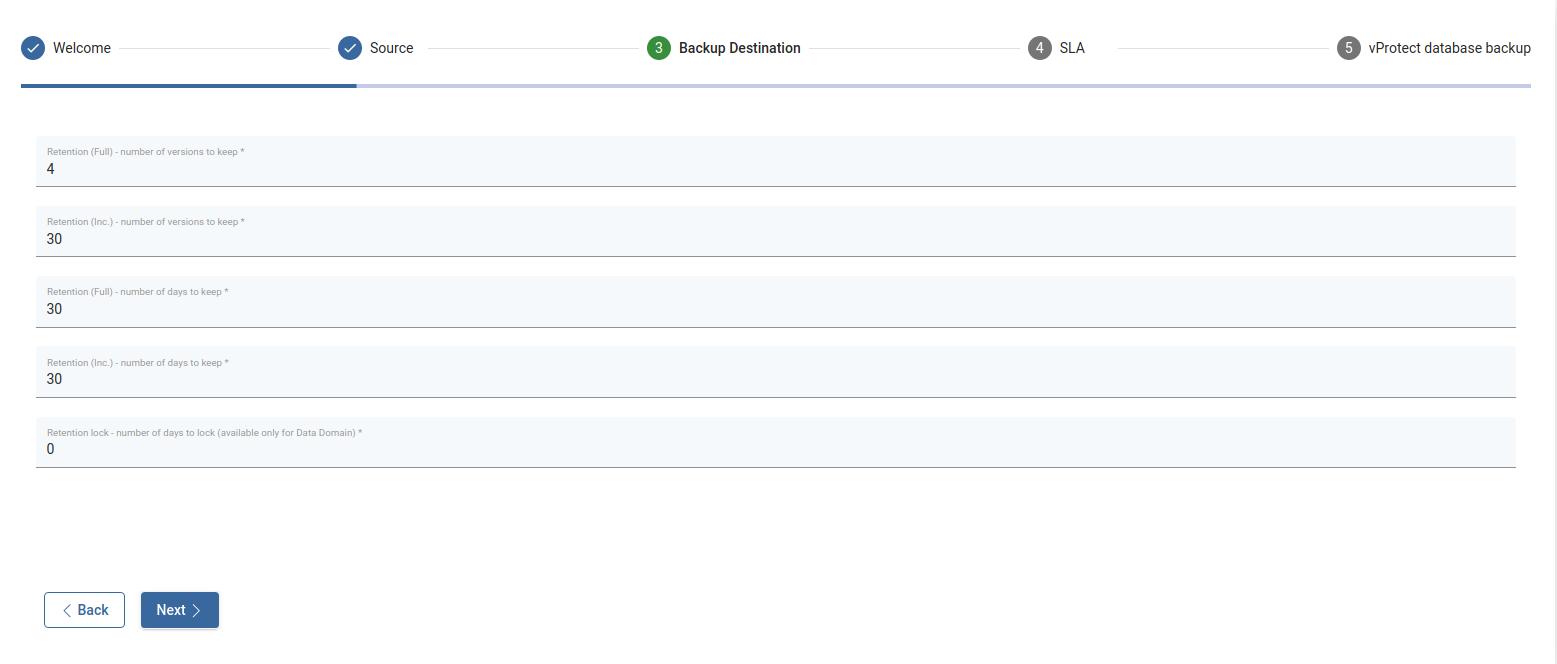 Welcome Source 3 Backup Destination 4 SLA 5 vProtect database backup
Retention (Full) - number of versions to keep *
4
Retention (Inc.) - number of versions to keep *
30
Retention (Full) - number of days to keep *
30
Retention (Inc.) - number of days to keep *
30
Retention lock - number of days to lock (available only for Data Domain) *
0
Back Next